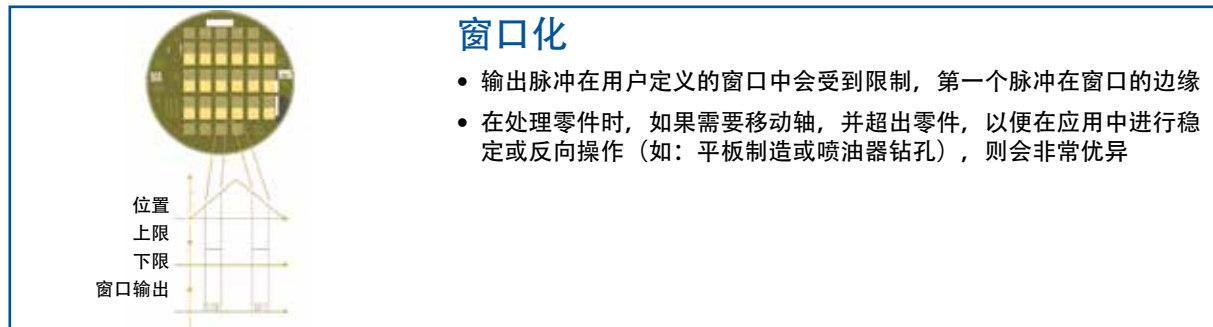 窗口化
• 输出脉冲在用户定义的窗口中会受到限制，第一个脉冲在窗口的边缘
• 在处理零件时，如果需要移动轴，并超出零件，以便在应用中进行稳
定或反向操作（如：平板制造或喷油器钻孔），则会非常优异
位置
上限
下限
窗口输出